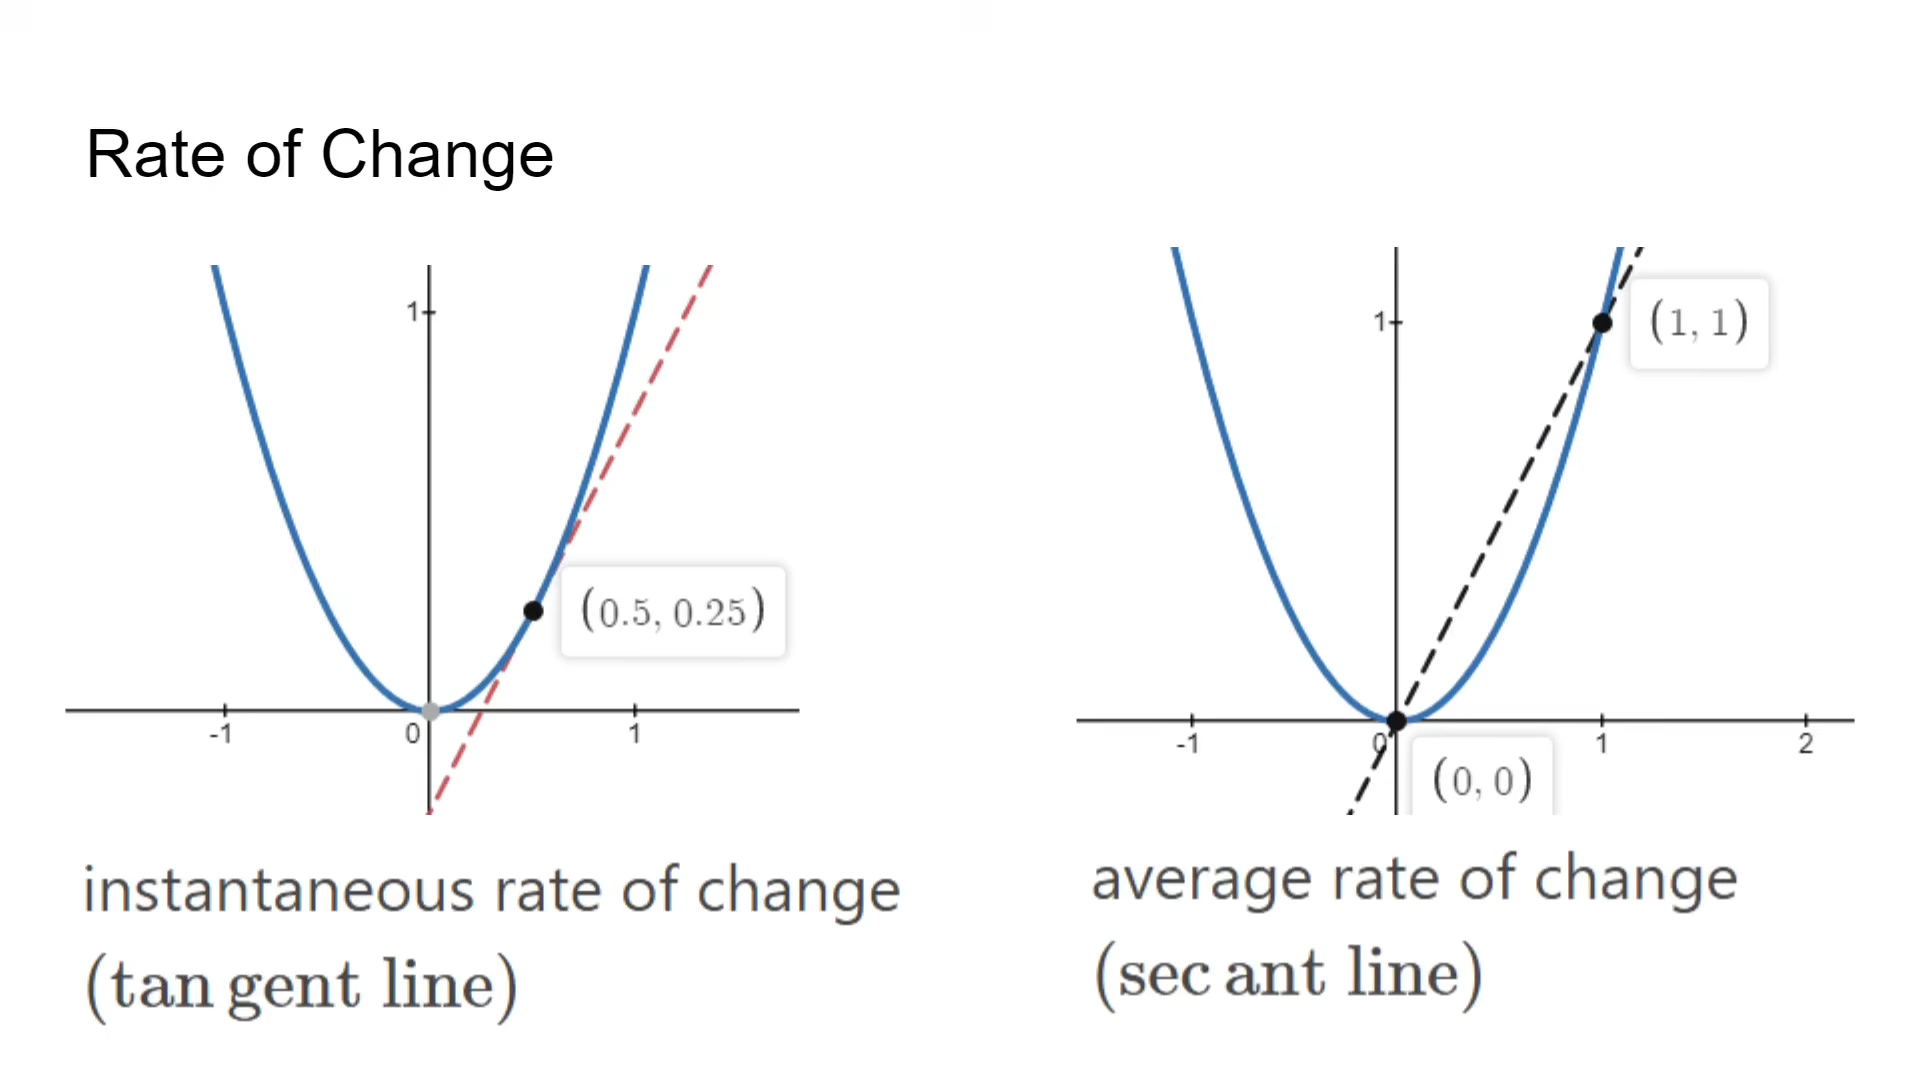 Rate of Change
1
(0.5, 0.25)
-1 0 1
instantaneous rate of change
(tan gent line)
1
(1, 1)
-1 0 1 2
(0, 0)
average rate of change
(sec ant line)